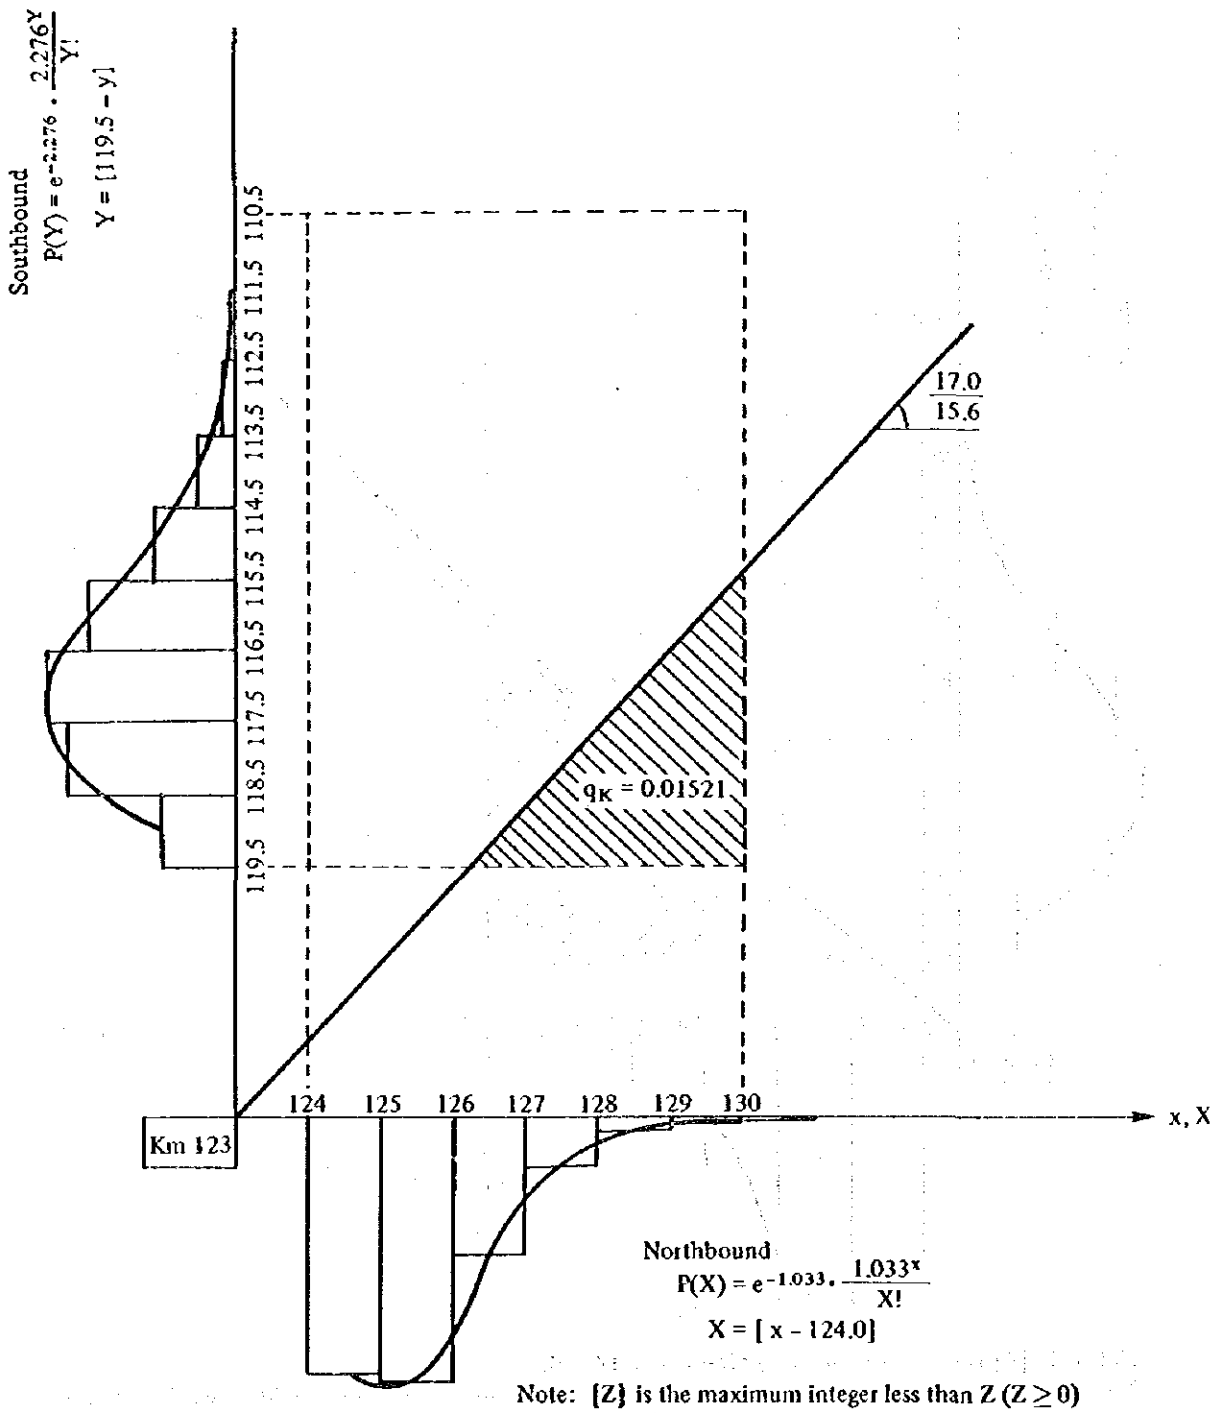 Southbound
P(Y) = e^-2.276 · 2.276^Y / Y!
Y = [119.5 - y]
110.5
111.5
112.5
113.5
114.5
115.5
116.5
117.5
118.5
119.5
17.0
15.6
qK = 0.01521
124 125 126 127 128 129 130
x, X
Km 123
Northbound
P(X) = e^-1.033 · 1.033^x / X!
X = [ x - 124.0]
Note: [Z} is the maximum integer less than Z (Z ≥ 0)